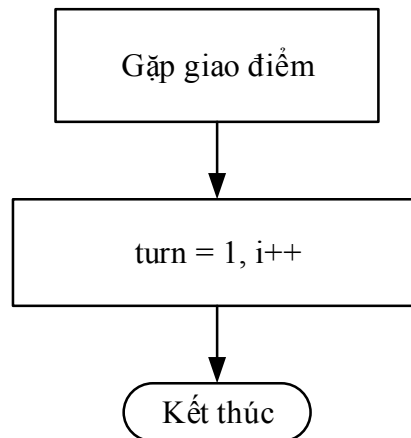 Gặp giao điểm
turn = 1, i++
Kết thúc